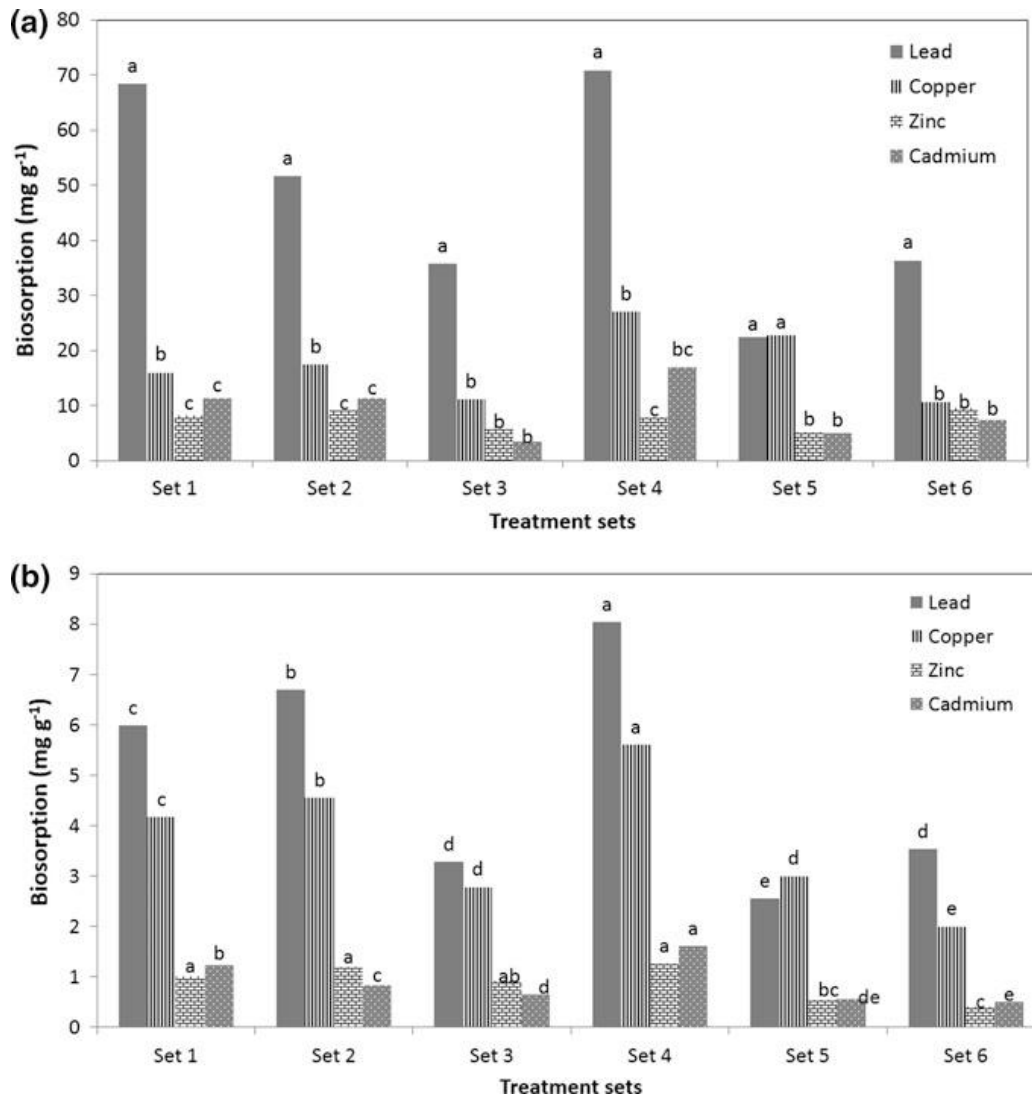 (a)
80
70
60
50
40
30
20
10
0
Biosorption (mg g⁻¹)
Lead
Copper
Zinc
Cadmium
a b c c
a b c c
a b b b
a b c bc
a a b b
a b b b
Set 1 Set 2 Set 3 Set 4 Set 5 Set 6
Treatment sets
(b)
9
8
7
6
5
4
3
2
1
0
Biosorption (mg g⁻¹)
Lead
Copper
Zinc
Cadmium
c c a b
b b a c
d d ab d
a a a a
e d bc de
d e c e
Set 1 Set 2 Set 3 Set 4 Set 5 Set 6
Treatment sets